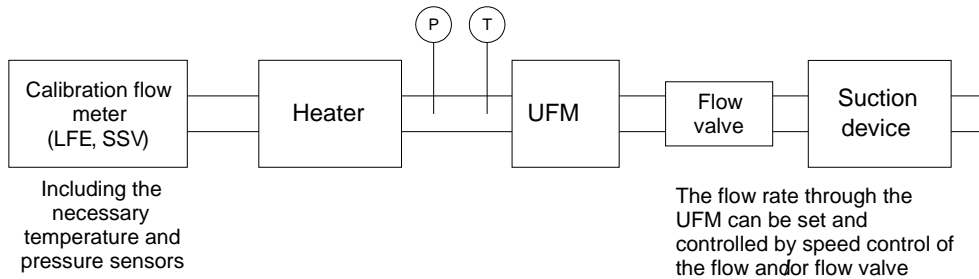 P
T
Calibration flow
meter
(LFE, SSV)
Heater
UFM
Flow
valve
Suction
device
Including the
necessary
temperature and
pressure sensors
The flow rate through the
UFM can be set and
controlled by speed control of
the flow and/or flow valve